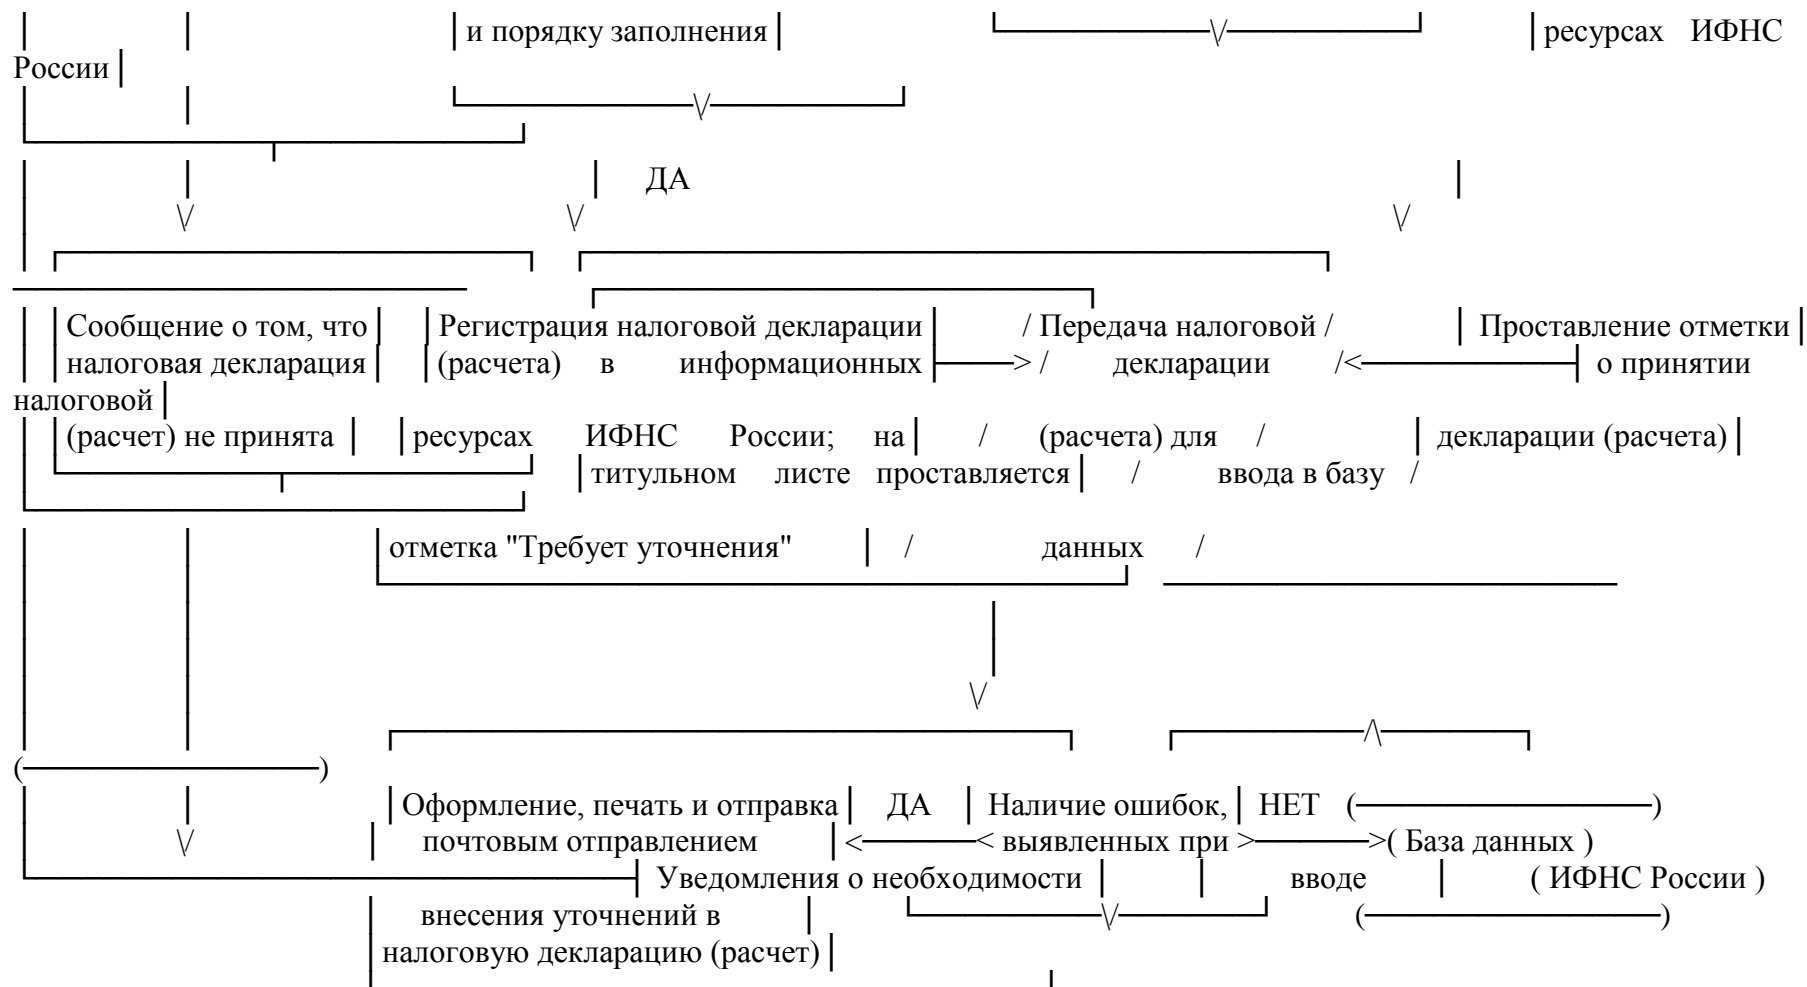 и порядку заполнения ресурсах ИФНС
России
ДА
Сообщение о том, что Регистрация налоговой декларации / Передача налоговой / Проставление отметки
налоговая декларация (расчета) в информационных > / декларации /< о принятии
налоговой
(расчет) не принята ресурсах ИФНС России; на / (расчета) для / декларации (расчета)
титульном листе проставляется / ввода в базу /
отметка "Требует уточнения" / данных /
Оформление, печать и отправка ДА Наличие ошибок, НЕТ ( )
почтовым отправлением < < выявленных при > >( База данных )
Уведомления о необходимости вводе ( ИФНС России )
внесения уточнений в
налоговую декларацию (расчет)